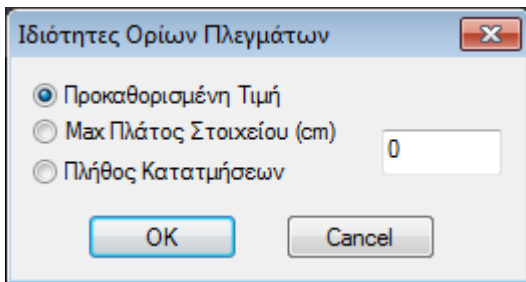 Ιδιότητες Ορίων Πλεγμάτων
Προκαθορισμένη Τιμή
Max Πλάτος Στοιχείου (cm)
0
Πλήθος Κατατμήσεων
OK
Cancel